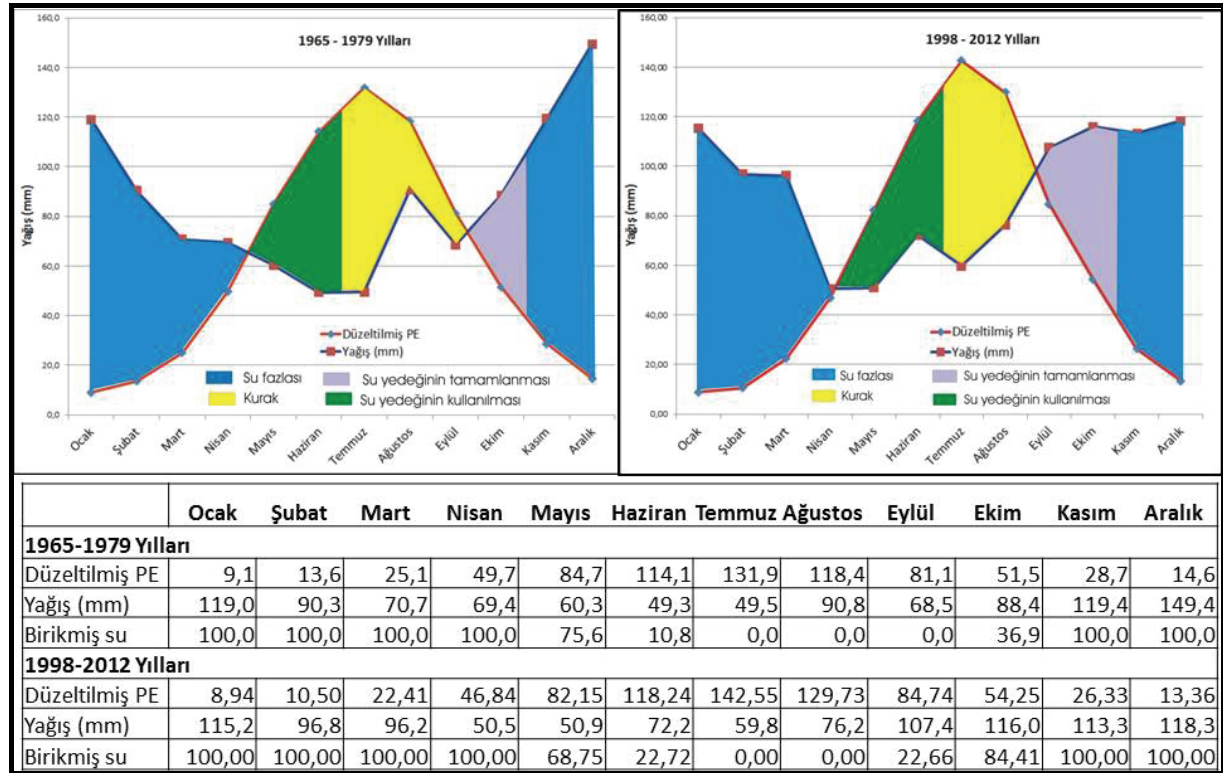 1965 - 1979 Yılları
160,0
140,0
120,0
100,0
80,0
60,0
40,0
20,0
0,0
Yağış (mm)
Düzeltilmiş PE
Yağış (mm)
Su fazlası
Su yedeğinin tamamlanması
Kurak
Su yedeğinin kullanılması
Ocak
Şubat
Mart
Nisan
Mayıs
Haziran
Temmuz
Ağustos
Eylül
Ekim
Kasım
Aralık
1998 - 2012 Yılları
160,00
140,00
120,00
100,00
80,00
60,00
40,00
20,00
0,00
Yağış (mm)
Düzeltilmiş PE
Yağış (mm)
Su fazlası
Su yedeğinin tamamlanması
Kurak
Su yedeğinin kullanılması
Ocak
Şubat
Mart
Nisan
Mayıs
Haziran
Temmuz
Ağustos
Eylül
Ekim
Kasım
Aralık
Ocak Şubat Mart Nisan Mayıs Haziran Temmuz Ağustos Eylül Ekim Kasım Aralık
1965-1979 Yılları
Düzeltilmiş PE 9,1 13,6 25,1 49,7 84,7 114,1 131,9 118,4 81,1 51,5 28,7 14,6
Yağış (mm) 119,0 90,3 70,7 69,4 60,3 49,3 49,5 90,8 68,5 88,4 119,4 149,4
Birikmiş su 100,0 100,0 100,0 100,0 75,6 10,8 0,0 0,0 0,0 36,9 100,0 100,0
1998-2012 Yılları
Düzeltilmiş PE 8,94 10,50 22,41 46,84 82,15 118,24 142,55 129,73 84,74 54,25 26,33 13,36
Yağış (mm) 115,2 96,8 96,2 50,5 50,9 72,2 59,8 76,2 107,4 116,0 113,3 118,3
Birikmiş su 100,00 100,00 100,00 100,00 68,75 22,72 0,00 0,00 22,66 84,41 100,00 100,00